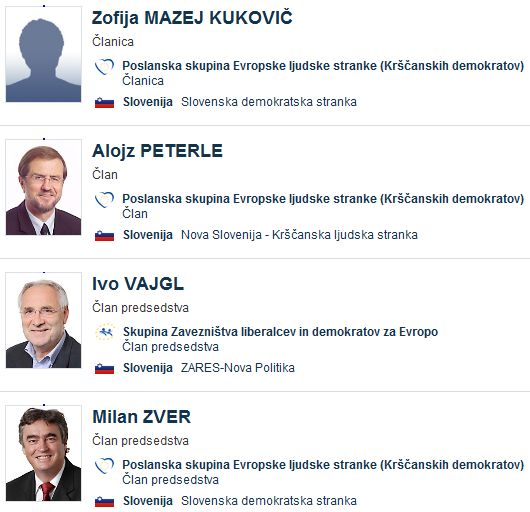 Zofija MAZEJ KUKOVIČ
Članica
Poslanska skupina Evropske ljudske stranke (Krščanskih demokratov)
Članica
Slovenija Slovenska demokratska stranka
Alojz PETERLE
Član
Poslanska skupina Evropske ljudske stranke (Krščanskih demokratov)
Član
Slovenija Nova Slovenija - Krščanska ljudska stranka
Ivo VAJGL
Član predsedstva
Skupina Zavezništva liberalcev in demokratov za Evropo
Član predsedstva
Slovenija ZARES-Nova Politika
Milan ZVER
Član predsedstva
Poslanska skupina Evropske ljudske stranke (Krščanskih demokratov)
Član predsedstva
Slovenija Slovenska demokratska stranka